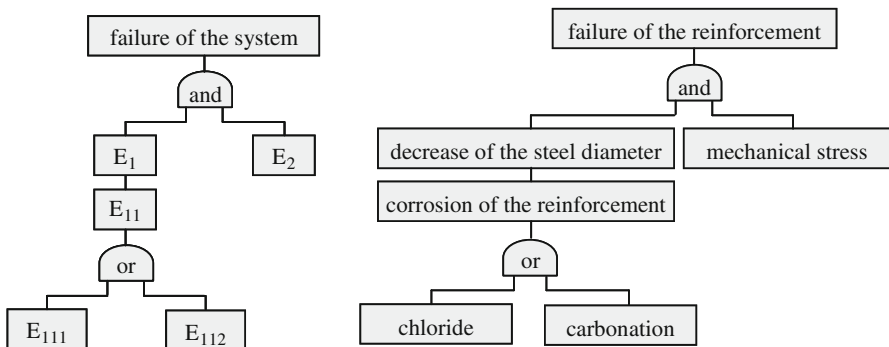 failure of the system
and
E₁
E₂
E₁₁
or
E₁₁₁
E₁₁₂
failure of the reinforcement
and
decrease of the steel diameter
mechanical stress
corrosion of the reinforcement
or
chloride
carbonation